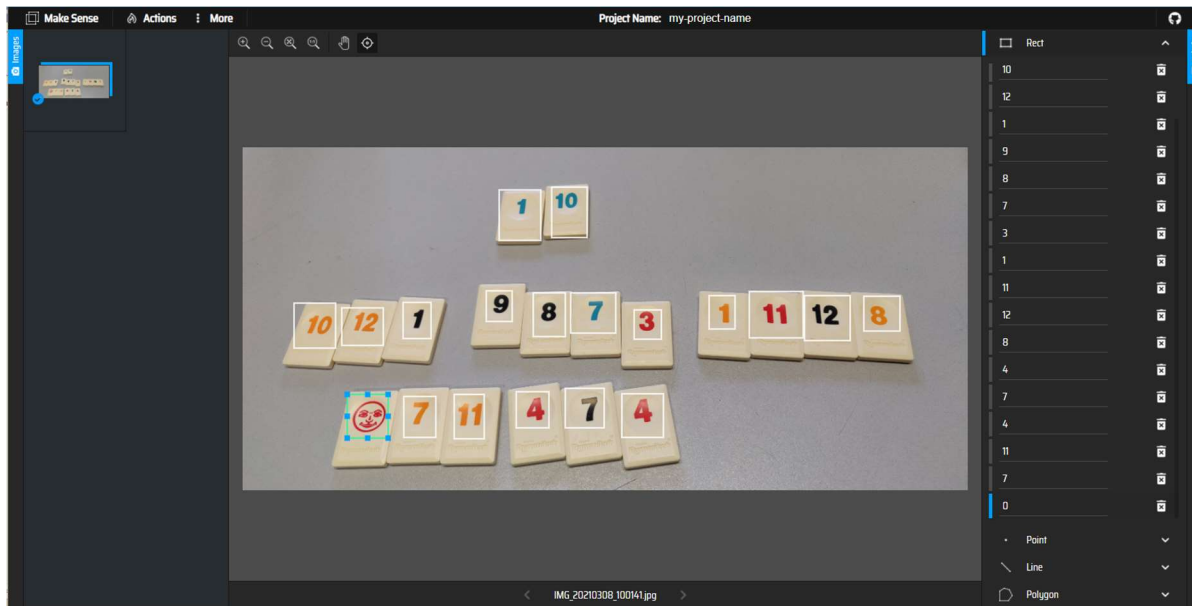 Make Sense
Actions
More
Project Name: my-project-name
Images
1 10
10 12 1
9 8 7 3
1 11 12 8
7 11
4 7 4
IMG_20210308_100141.jpg
Rect
10
12
1
9
8
7
3
1
11
12
8
4
7
4
11
7
0
Point
Line
Polygon